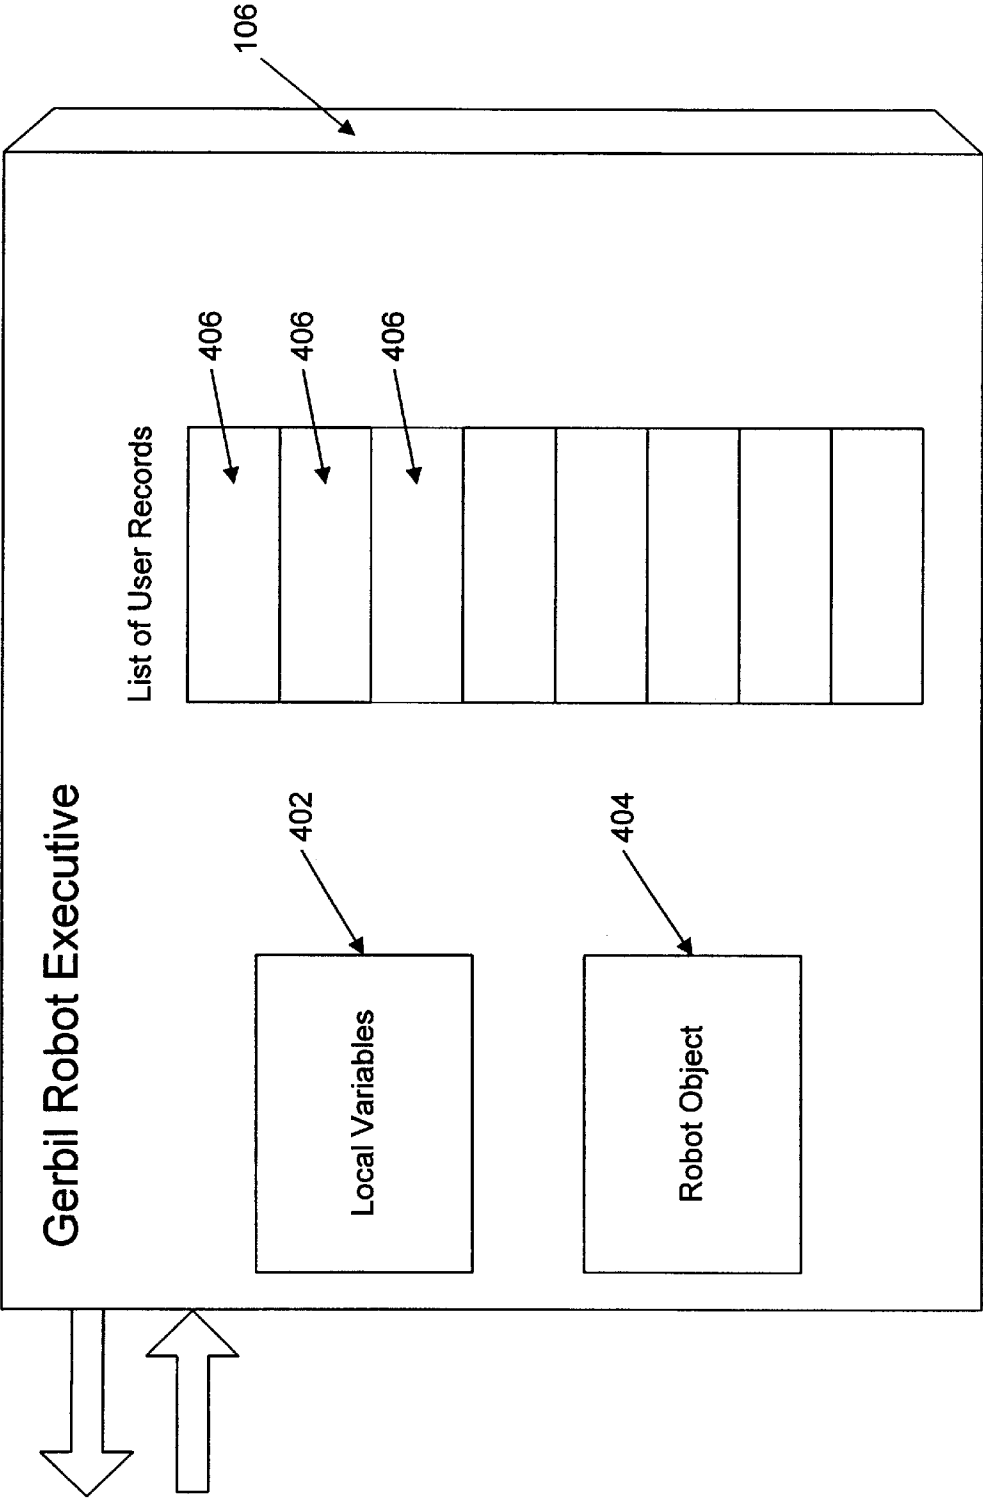 Gerbil Robot Executive
List of User Records
106
406
406
406
402
Local Variables
404
Robot Object